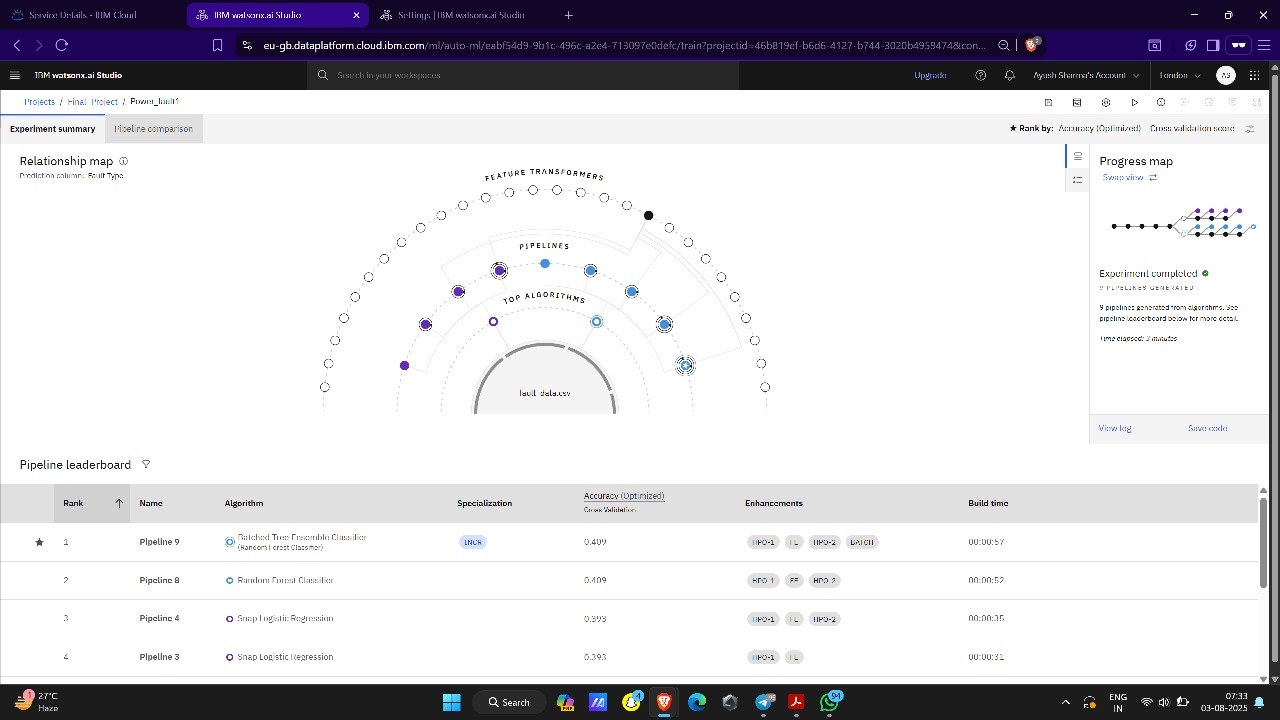 Service Details - IBM Cloud
IBM watsonx.ai Studio
Settings | IBM watsonx.ai Studio
eu-gb.dataplatform.cloud.ibm.com/ml/auto-ml/eabf54d9-9b1c-496c-a2e4-713097e0defc/train?projectid=46b819ef-b6d6-4127-b744-3020b4959474&con...
IBM watsonx.ai Studio
Search in your workspaces
Upgrade
Ayush Sharma's Account
London
AS
Projects / Final_Project / Power_fault1
Experiment summary
Pipeline comparison
Rank by: Accuracy (Optimized) Cross validation score
Relationship map
Prediction column: Fault Type
FEATURE TRANSFORMERS
PIPELINES
TOP ALGORITHMS
fault_data.csv
Progress map
Swap view
Experiment completed
9 PIPELINES GENERATED
9 pipelines generated from algorithms. See
pipeline leaderboard below for more detail.
Time elapsed: 3 minutes
View log
Save code
Pipeline leaderboard
Rank Name Algorithm Specialization Accuracy (Optimized) Enhancements Build time
Cross Validation
1 Pipeline 9 Batched Tree Ensemble Classifier INCR 0.409 HPO-1 FE HPO-2 BATCH 00:00:57
(Random Forest Classifier)
2 Pipeline 8 Random Forest Classifier 0.409 HPO-1 FE HPO-2 00:00:52
3 Pipeline 4 Snap Logistic Regression 0.393 HPO-1 FE HPO-2 00:00:35
4 Pipeline 3 Snap Logistic Regression 0.393 HPO-1 FE 00:00:31
1
27°C
Haze
Search
PRE
4
95
94
ENG
IN
07:33
03-08-2025